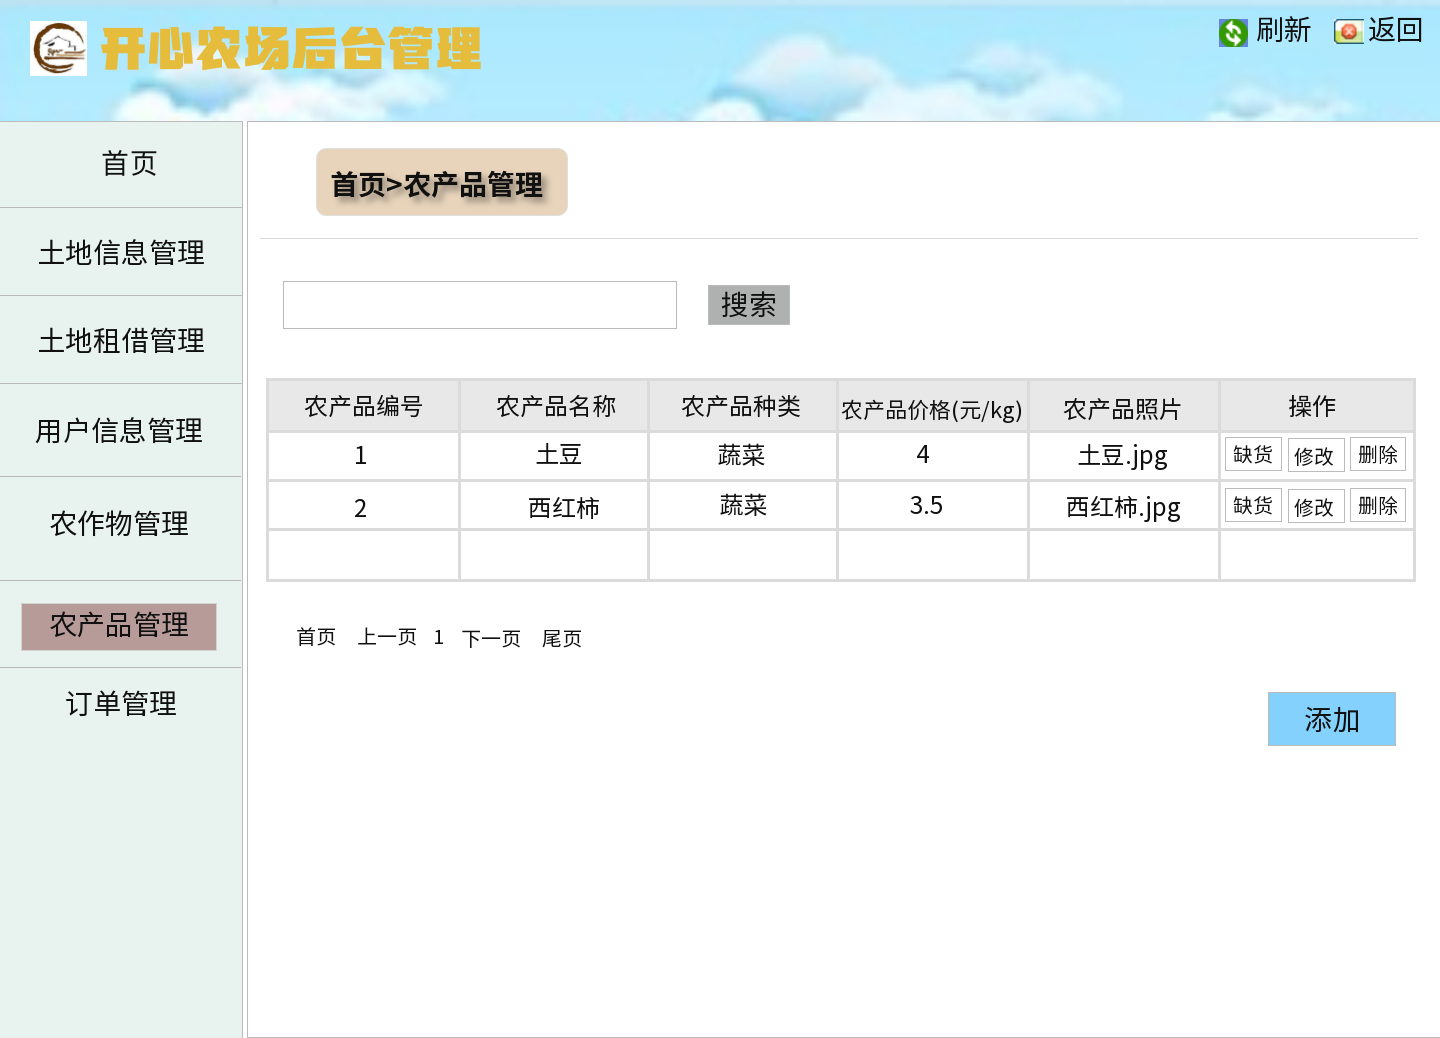 开心农场后台管理
刷新 返回
首页
土地信息管理
土地租借管理
用户信息管理
农作物管理
农产品管理
订单管理
首页>农产品管理
搜索
农产品编号 农产品名称 农产品种类 农产品价格(元/kg) 农产品照片 操作
1 土豆 蔬菜 4 土豆.jpg 缺货 修改 删除
2 西红柿 蔬菜 3.5 西红柿.jpg 缺货 修改 删除
首页 上一页 1 下一页 尾页
添加